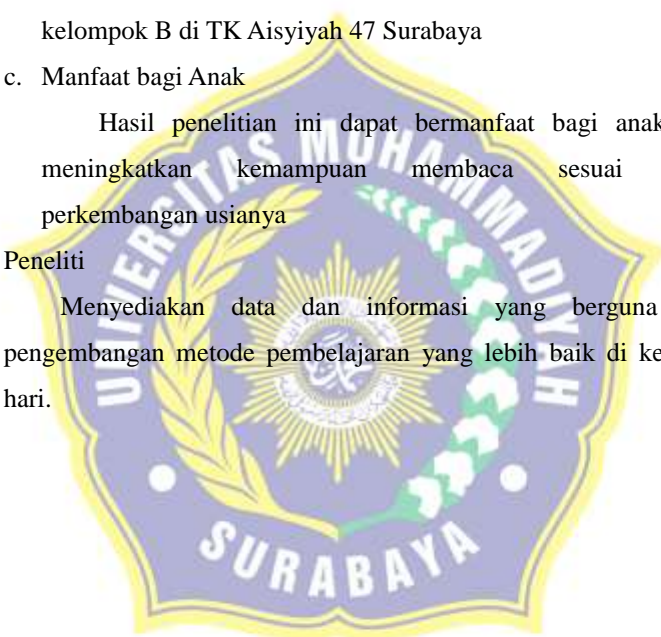 kelompok B di TK Aisyiyah 47 Surabaya
c. Manfaat bagi Anak
Hasil penelitian ini dapat bermanfaat bagi anak
meningkatkan kemampuan membaca sesuai
perkembangan usianya
Peneliti
Menyediakan data dan informasi yang berguna
pengembangan metode pembelajaran yang lebih baik di ke
hari.
UNIVERSITAS MUHAMMADIYAH
SURABAYA